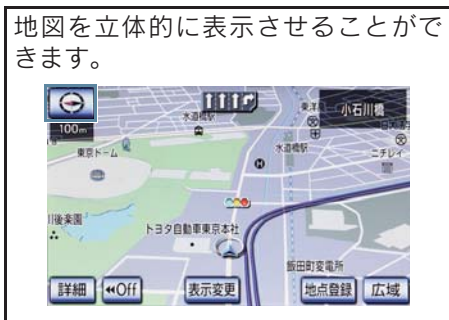 地図を立体的に表示させることがで
きます。
小石川橋
水道橋駅
100m
東京ドーム
水道橋駅
ニチレイ
後楽園
トヨタ自動車東京本社
飯田町変電所
詳細
◀◀Off
表示変更
地点登録
広域